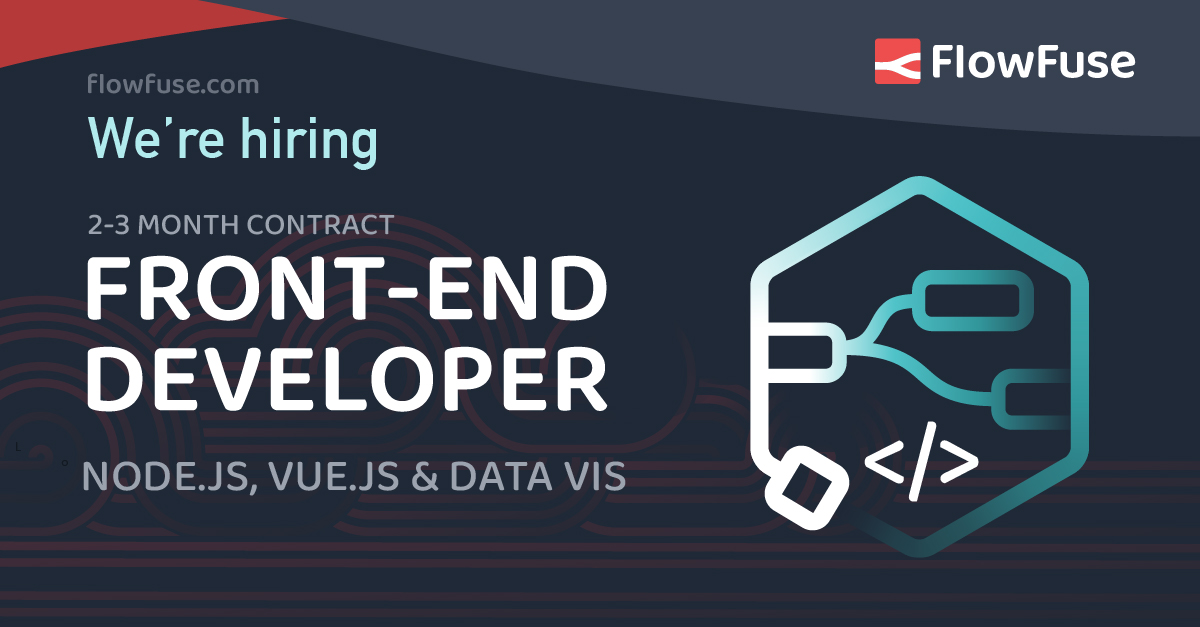 flowfuse.com
FlowFuse
We're hiring
2-3 MONTH CONTRACT
FRONT-END
DEVELOPER
</>
NODE.JS, VUE.JS & DATA VIS